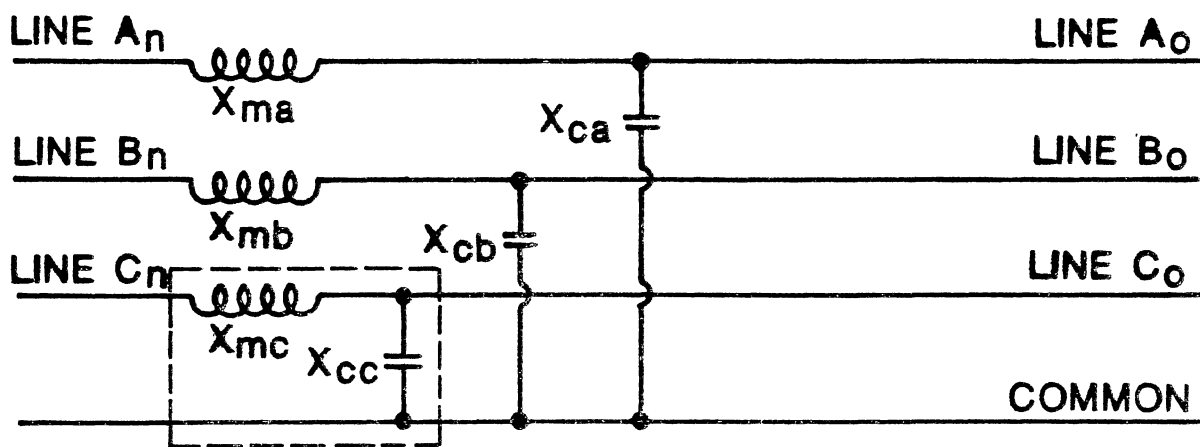 LINE An
LINE Ao
Xma
Xca
LINE Bn
LINE Bo
Xmb
Xcb
LINE Cn
LINE Co
Xmc
Xcc
COMMON